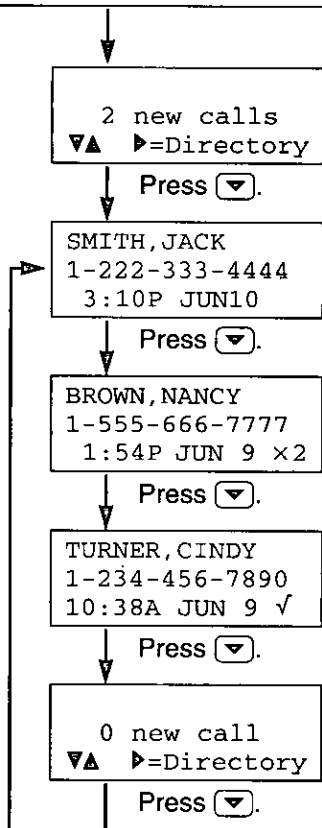 2 new calls
▼▲ ▶=Directory
Press ▼.
SMITH,JACK
1-222-333-4444
3:10P JUN10
Press ▼.
BROWN,NANCY
1-555-666-7777
1:54P JUN 9 ×2
Press ▼.
TURNER,CINDY
1-234-456-7890
10:38A JUN 9 √
Press ▼.
0 new call
▼▲ ▶=Directory
Press ▼.